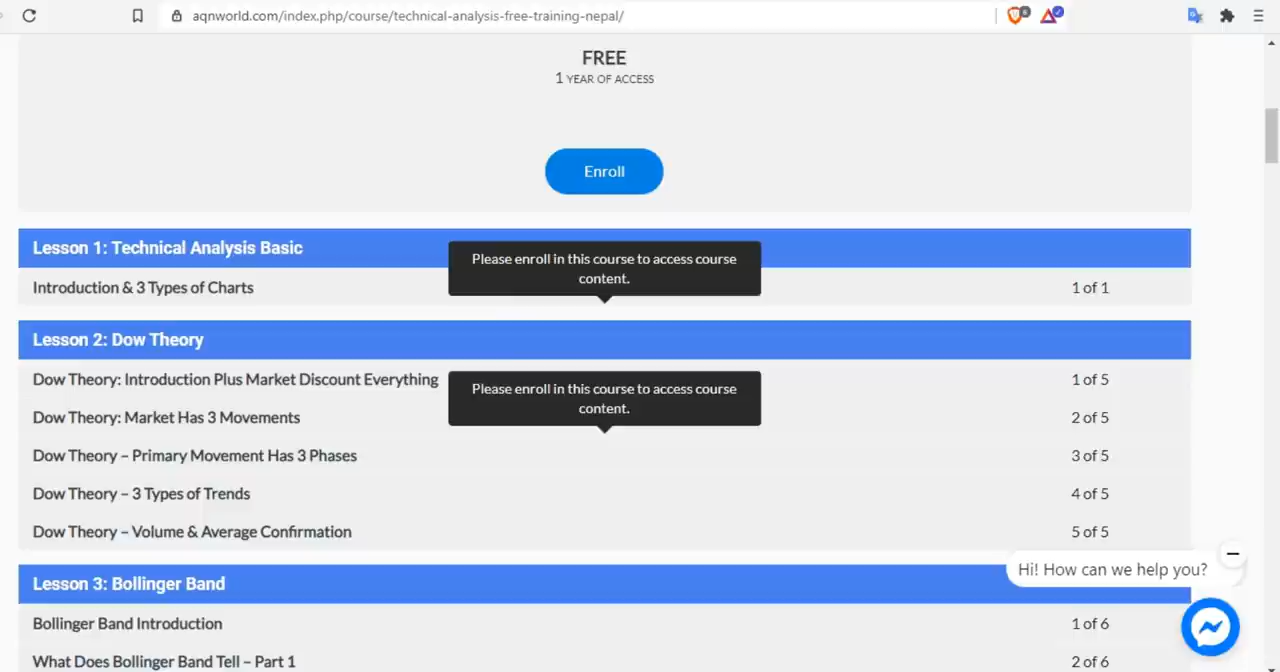 aqnworld.com/index.php/course/technical-analysis-free-training-nepal/
FREE
1 YEAR OF ACCESS
Enroll
Lesson 1: Technical Analysis Basic
Please enroll in this course to access course
content.
Introduction & 3 Types of Charts 1 of 1
Lesson 2: Dow Theory
Dow Theory: Introduction Plus Market Discount Everything 1 of 5
Please enroll in this course to access course
content.
Dow Theory: Market Has 3 Movements 2 of 5
Dow Theory – Primary Movement Has 3 Phases 3 of 5
Dow Theory – 3 Types of Trends 4 of 5
Dow Theory – Volume & Average Confirmation 5 of 5
Hi! How can we help you?
Lesson 3: Bollinger Band
Bollinger Band Introduction 1 of 6
What Does Bollinger Band Tell – Part 1 2 of 6